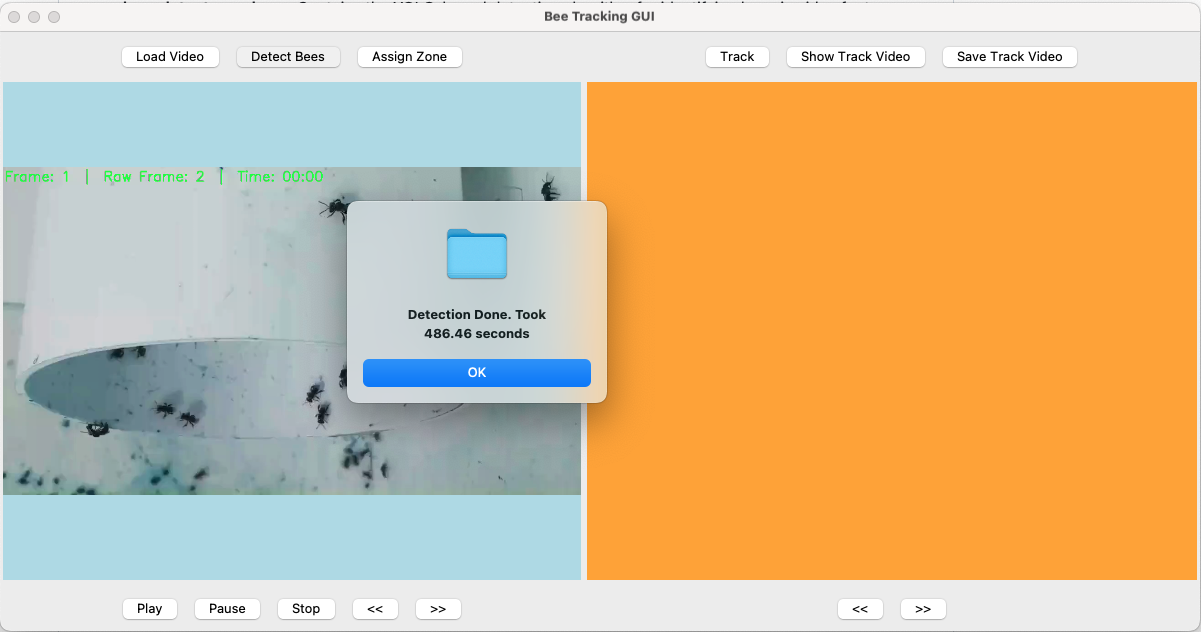 Bee Tracking GUI
Load Video
Detect Bees
Assign Zone
Track
Show Track Video
Save Track Video
Frame: 1 | Raw Frame: 2 | Time: 00:00
Detection Done. Took
486.46 seconds
OK
Play
Pause
Stop
<<
>>
<<
>>